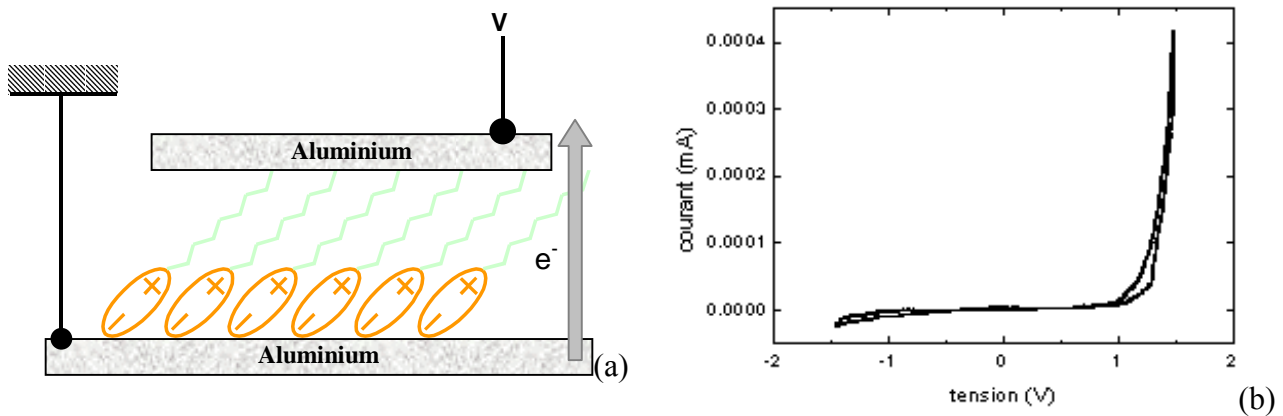 V
Aluminium
+ + + + + +
e-
- - - - - -
Aluminium
(a)
0.0004
0.0003
0.0002
0.0001
0.0000
courant (mA)
-2 -1 0 1 2
tension (V)
(b)